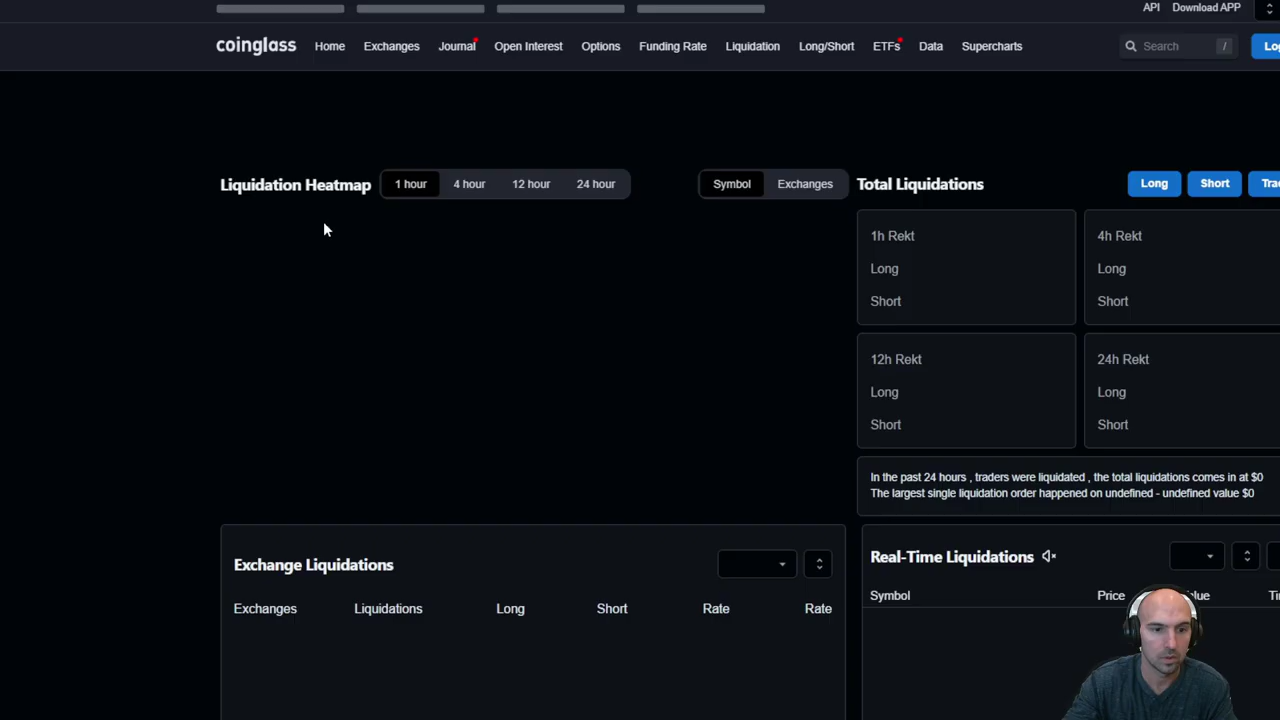 API Download APP
coinglass Home Exchanges Journal Open Interest Options Funding Rate Liquidation Long/Short ETFs Data Supercharts Search /
Liquidation Heatmap 1 hour 4 hour 12 hour 24 hour Symbol Exchanges Total Liquidations Long Short
1h Rekt 4h Rekt
Long Long
Short Short
12h Rekt 24h Rekt
Long Long
Short Short
In the past 24 hours , traders were liquidated , the total liquidations comes in at $0
The largest single liquidation order happened on undefined - undefined value $0
Exchange Liquidations Real-Time Liquidations
Exchanges Liquidations Long Short Rate Rate Symbol Price